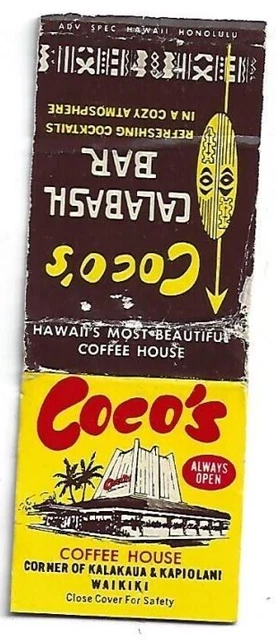 ADV SPEC HAWAII HONOLULU
Coco's
CALABASH
BAR
REFRESHING COCKTAILS
IN A COZY ATMOSPHERE
HAWAII'S MOST BEAUTIFUL
COFFEE HOUSE
Coco's
ALWAYS
OPEN
Coco's
COFFEE HOUSE
CORNER OF KALAKAUA & KAPIOLANI
WAIKIKI
Close Cover For Safety